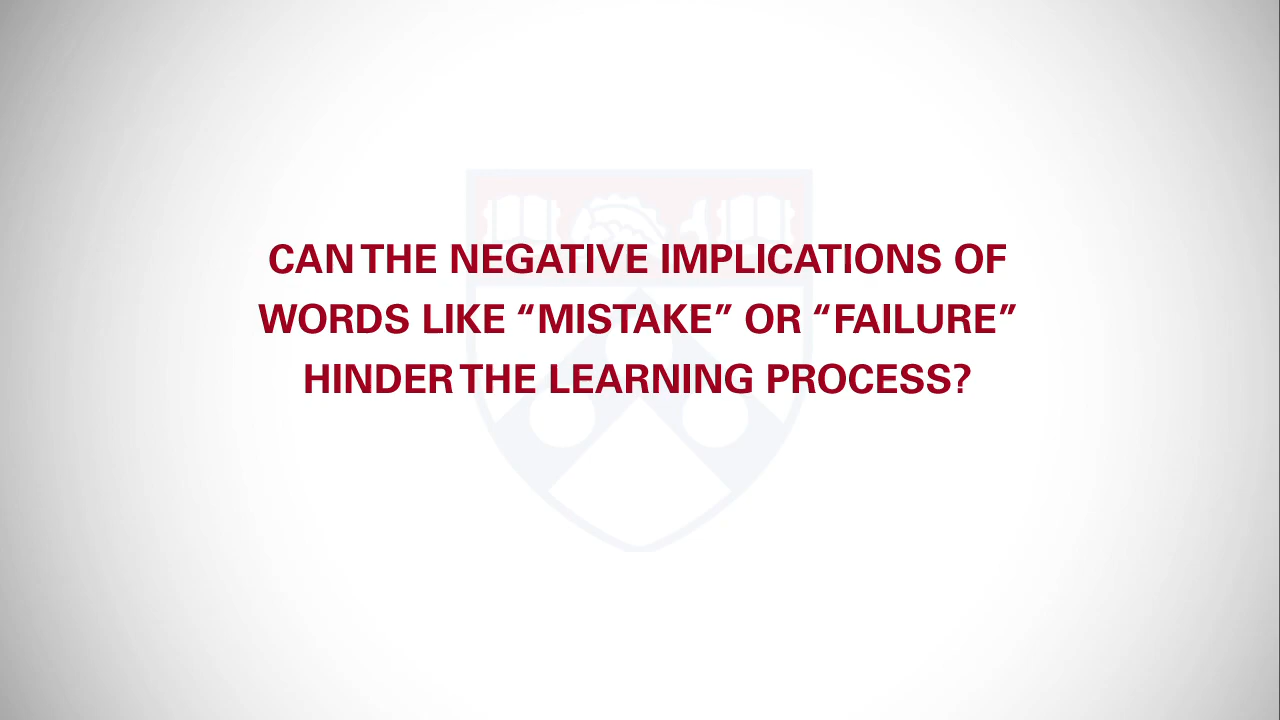 CAN THE NEGATIVE IMPLICATIONS OF
WORDS LIKE “MISTAKE” OR “FAILURE”
HINDER THE LEARNING PROCESS?